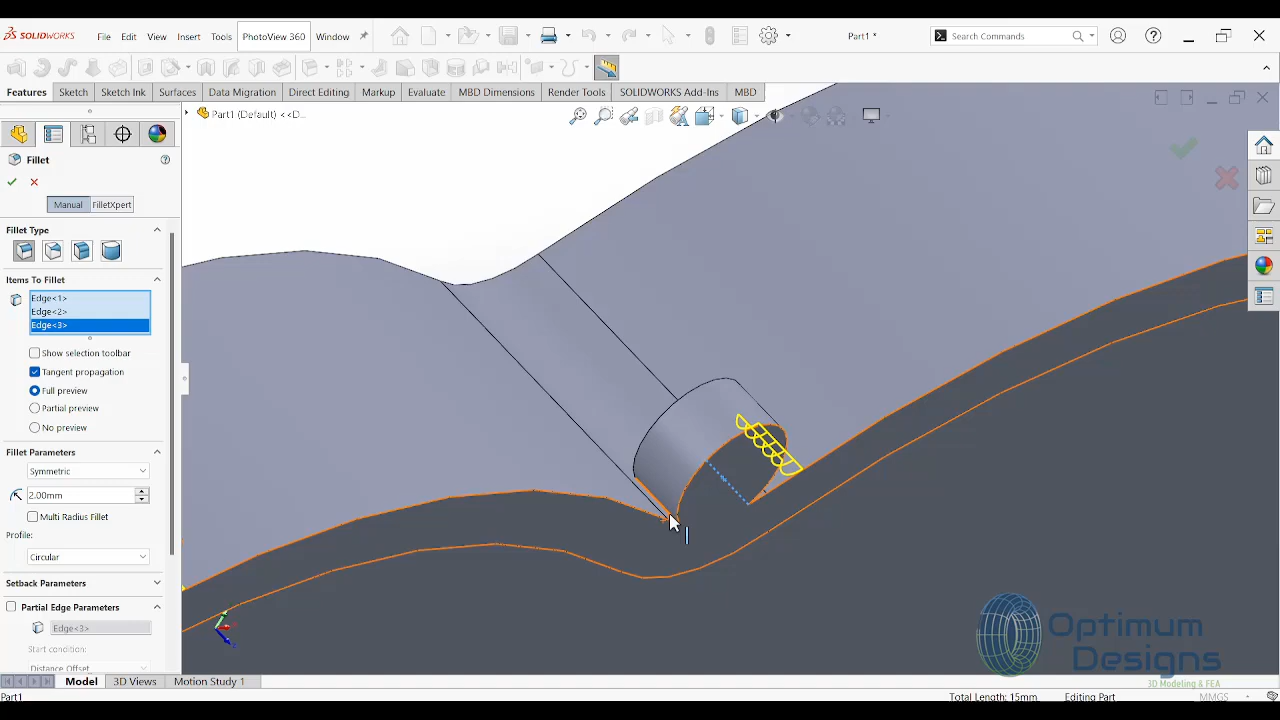 SOLIDWORKS File Edit View Insert Tools PhotoView 360 Window Part1 * Search Commands
Features Sketch Sketch Ink Surfaces Data Migration Direct Editing Markup Evaluate MBD Dimensions Render Tools SOLIDWORKS Add-Ins MBD
Part1 (Default) <<D...
Fillet
Manual FilletXpert
Fillet Type
Items To Fillet
Edge<1>
Edge<2>
Edge<3>
Show selection toolbar
Tangent propagation
Full preview
Partial preview
No preview
Fillet Parameters
Symmetric
2.00mm
Multi Radius Fillet
Profile:
Circular
Setback Parameters
Partial Edge Parameters
Edge<3>
Start condition:
Distance Offset
Optimum
Designs
3D Modeling & FEA
Model 3D Views Motion Study 1
Part1 Total Length: 15mm Editing Part MMGS